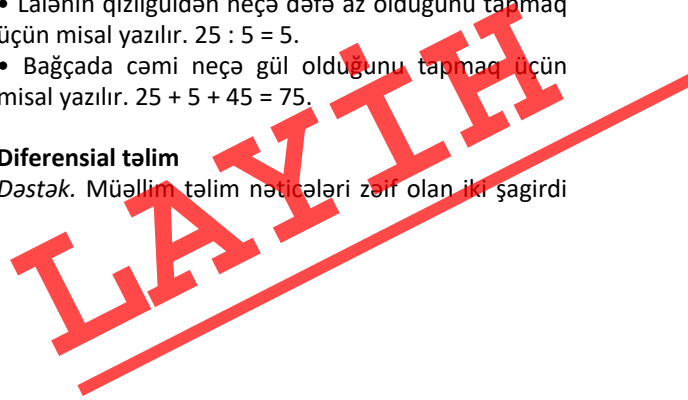 • Lalənin qızılgüldən neçə dəfə az olduğunu tapmaq
üçün misal yazılır. 25 : 5 = 5.
• Bağçada cəmi neçə gül olduğunu tapmaq üçün
misal yazılır. 25 + 5 + 45 = 75.
Diferensial təlim
Dəstək. Müəllim təlim nəticələri zəif olan iki şagirdi
LAYİH